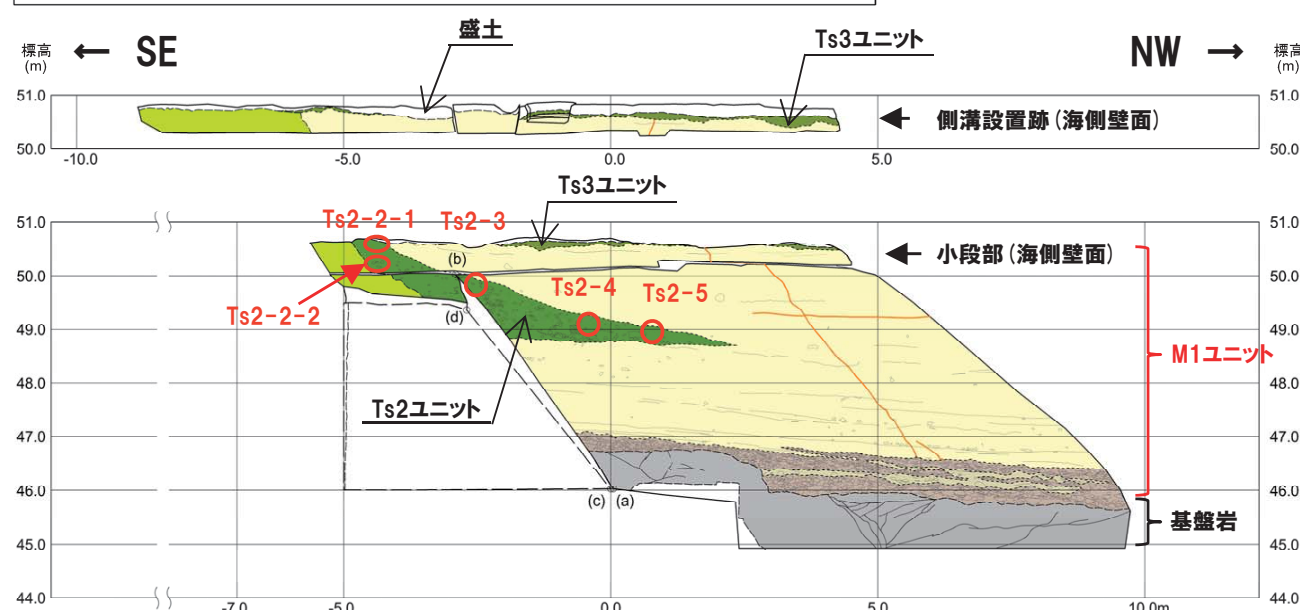 標高
(m)
← SE
盛土
Ts3ユニット
NW →
標高
(m)
51.0
51.0
側溝設置跡(海側壁面)
50.0
50.0
-10.0
-5.0
0.0
5.0
Ts3ユニット
51.0
Ts2-2-1
Ts2-3
51.0
(b)
小段部(海側壁面)
50.0
50.0
Ts2-4
Ts2-5
Ts2-2-2
(d)
49.0
49.0
M1ユニット
48.0
48.0
Ts2ユニット
47.0
47.0
46.0
46.0
(c)
(a)
基盤岩
45.0
45.0
44.0
44.0
-7.0
-5.0
0.0
5.0
10.0m